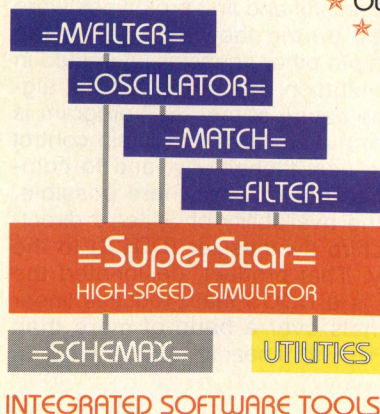 =M/FILTER=
=OSCILLATOR=
=MATCH=
=FILTER=
=SuperStar=
HIGH-SPEED SIMULATOR
=SCHEMAX=
UTILITIES
INTEGRATED SOFTWARE TOOLS